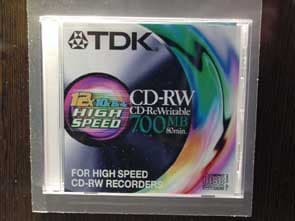 TDK
CD-RW
CD-ReWritable
700MB
80min.
HIGH
SPEED
FOR HIGH SPEED
CD-RW RECORDERS